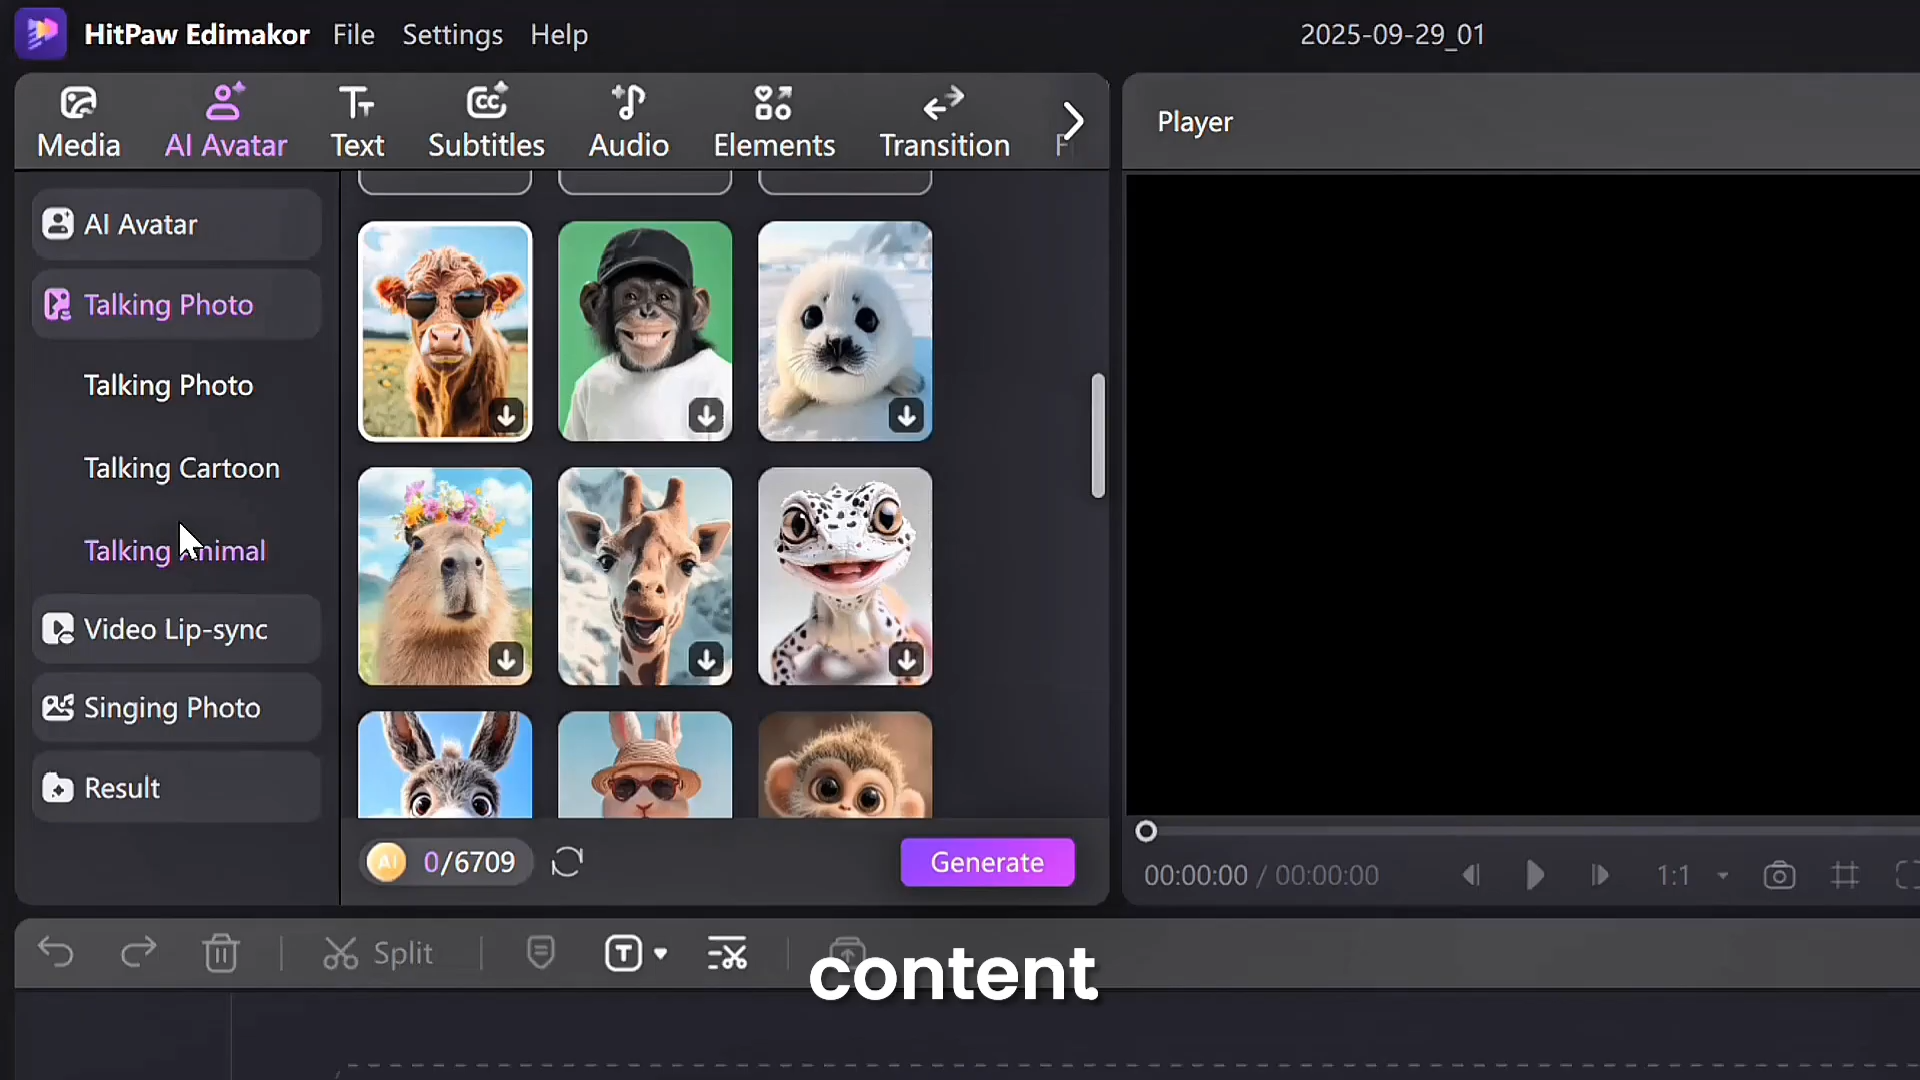 HitPaw Edimakor File Settings Help 2025-09-29_01
Media AI Avatar Text Subtitles Audio Elements Transition
Player
AI Avatar
Talking Photo
Talking Photo
Talking Cartoon
Talking Animal
Video Lip-sync
Singing Photo
Result
AI 0/6709 Generate
00:00:00 / 00:00:00 1:1
Split
content.